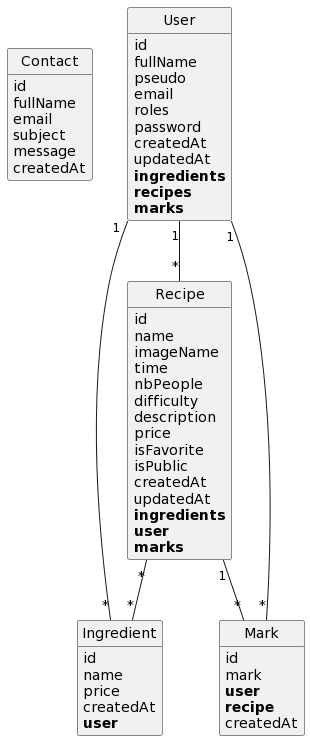 User
id
fullName
pseudo
email
roles
password
createdAt
updatedAt
ingredients
recipes
marks
Contact
id
fullName
email
subject
message
createdAt
1
1
1
*
Recipe
id
name
imageName
time
nbPeople
difficulty
description
price
isFavorite
isPublic
createdAt
updatedAt
ingredients
user
marks
*
1
*
*
*
*
Ingredient
id
name
price
createdAt
user
Mark
id
mark
user
recipe
createdAt